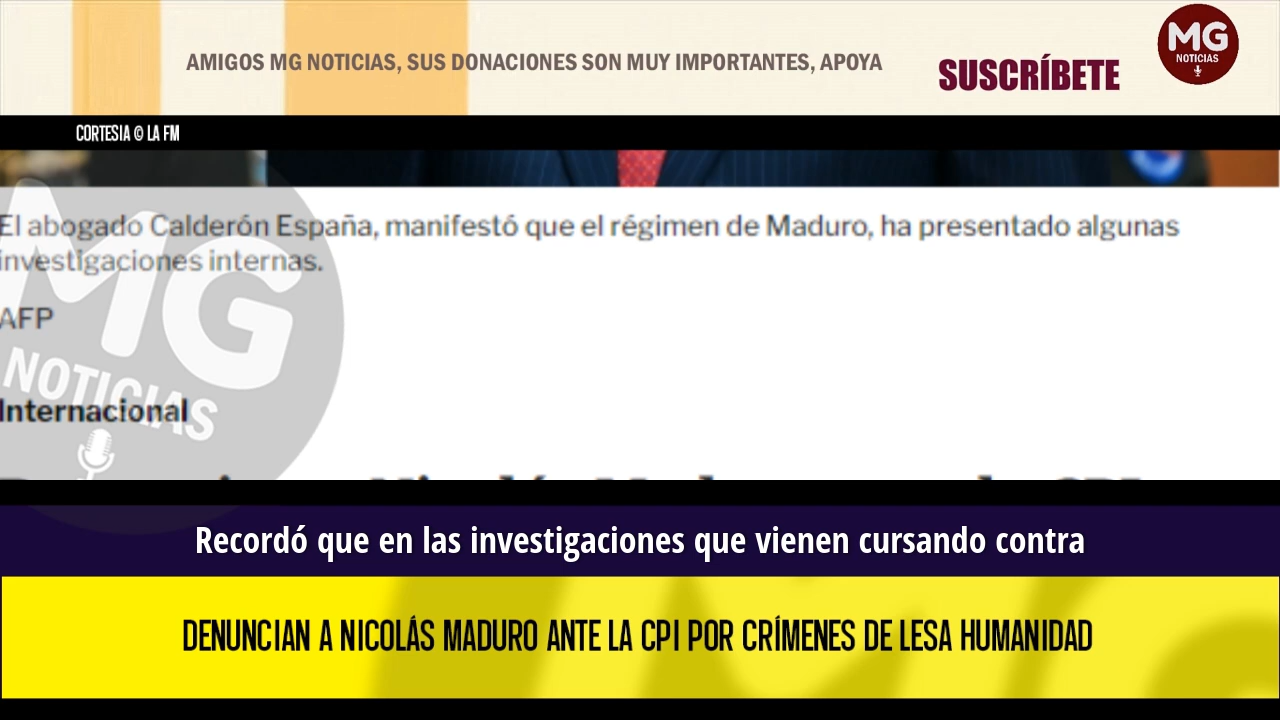 AMIGOS MG NOTICIAS, SUS DONACIONES SON MUY IMPORTANTES, APOYA
SUSCRÍBETE
MG
NOTICIAS
CORTESIA © LA FM
El abogado Calderón España, manifestó que el régimen de Maduro, ha presentado algunas
investigaciones internas.
AFP
MG
NOTICIAS
Internacional
Recordó que en las investigaciones que vienen cursando contra
DENUNCIAN A NICOLÁS MADURO ANTE LA CPI POR CRÍMENES DE LESA HUMANIDAD